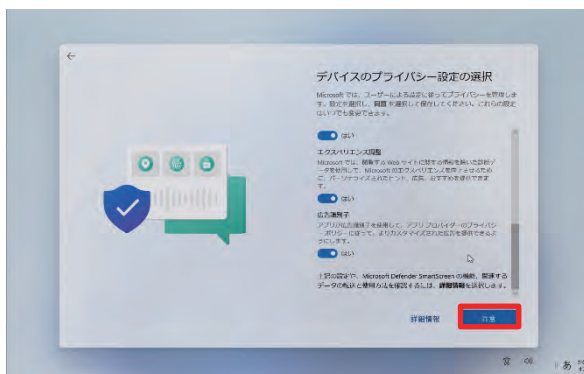 デバイスのプライバシー設定の選択
Microsoft では、ユーザーによる設定に従ってプライバシーを管理しま
す。設定を選択し、同意 を選択して保存してください。これらの設定
はいつでも変更できます。
はい
エクスペリエンス調整
Microsoft では、閲覧する Web サイトに関する情報を除いた診断デ
ータを使用して、Microsoft のエクスペリエンスを向上させるため
に、パーソナライズされたヒント、広告、おすすめを提供できま
す。
はい
広告識別子
アプリが広告識別子を使用して、アプリ プロバイダーのプライバシ
ー ポリシーに従って、よりカスタマイズされた広告を提供できるよ
うにします。
はい
上記の設定や、Microsoft Defender SmartScreen の機能、関連する
データの転送と使用方法を確認するには、詳細情報を選択します。
詳細情報
同意
あ